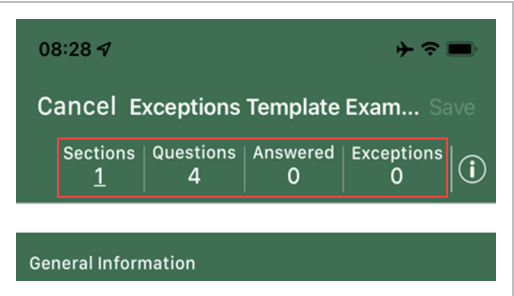 08:28
Cancel Exceptions Template Exam... Save
Sections Questions Answered Exceptions
1 4 0 0
General Information